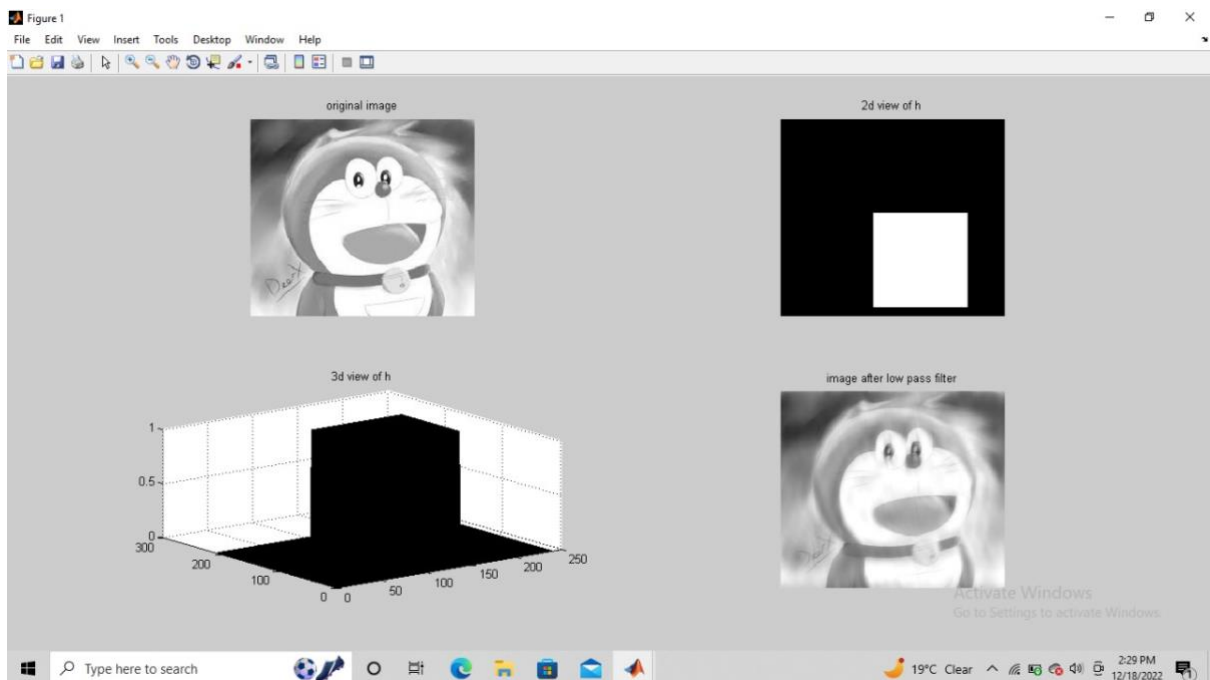 Figure 1
File Edit View Insert Tools Desktop Window Help
original image
2d view of h
3d view of h
1
0.5
0
300
200
100
0
0
50
100
150
200
250
image after low pass filter
Activate Windows
Go to Settings to activate Windows.
Type here to search
19°C Clear
2:29 PM
12/18/2022